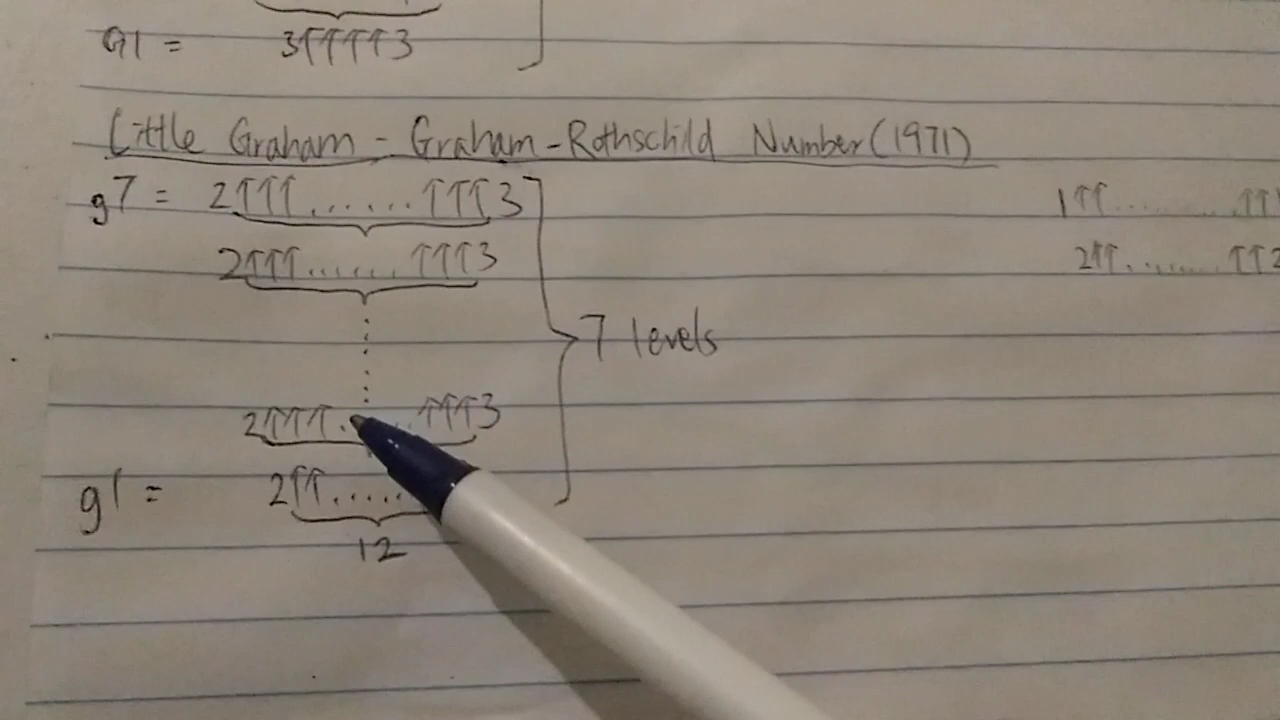 G1 = 3↑↑↑↑3
Little Graham - Graham-Rothschild Number (1971)
g7 = 2↑↑↑......↑↑↑3
2↑↑↑......↑↑↑3
7 levels
2↑↑↑.....↑↑↑3
g1 = 2↑↑.....
12
1↑↑.........↑↑1
2↑↑.......↑↑2